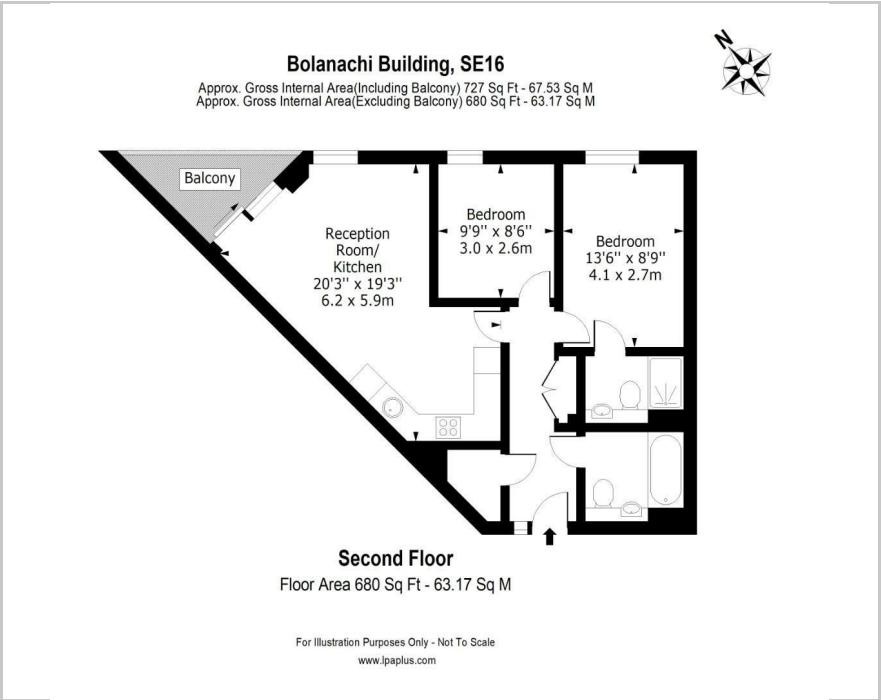 N
Bolanachi Building, SE16
Approx. Gross Internal Area(Including Balcony) 727 Sq Ft - 67.53 Sq M
Approx. Gross Internal Area(Excluding Balcony) 680 Sq Ft - 63.17 Sq M
Balcony
Reception
Room/
Kitchen
20'3" x 19'3"
6.2 x 5.9m
Bedroom
9'9" x 8'6"
3.0 x 2.6m
Bedroom
13'6" x 8'9"
4.1 x 2.7m
Second Floor
Floor Area 680 Sq Ft - 63.17 Sq M
For Illustration Purposes Only - Not To Scale
www.lpaplus.com